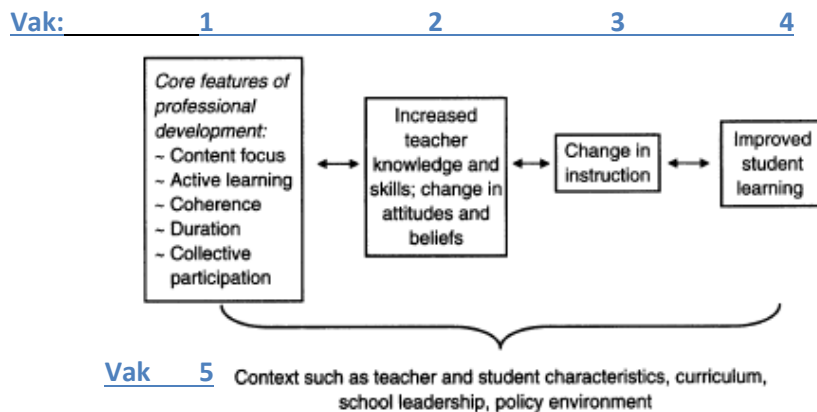 Vak: 1 2 3 4
Core features of
professional
development:
~ Content focus
~ Active learning
~ Coherence
~ Duration
~ Collective
participation
Increased
teacher
knowledge and
skills; change in
attitudes and
beliefs
Change in
instruction
Improved
student
learning
Vak 5
Context such as teacher and student characteristics, curriculum,
school leadership, policy environment